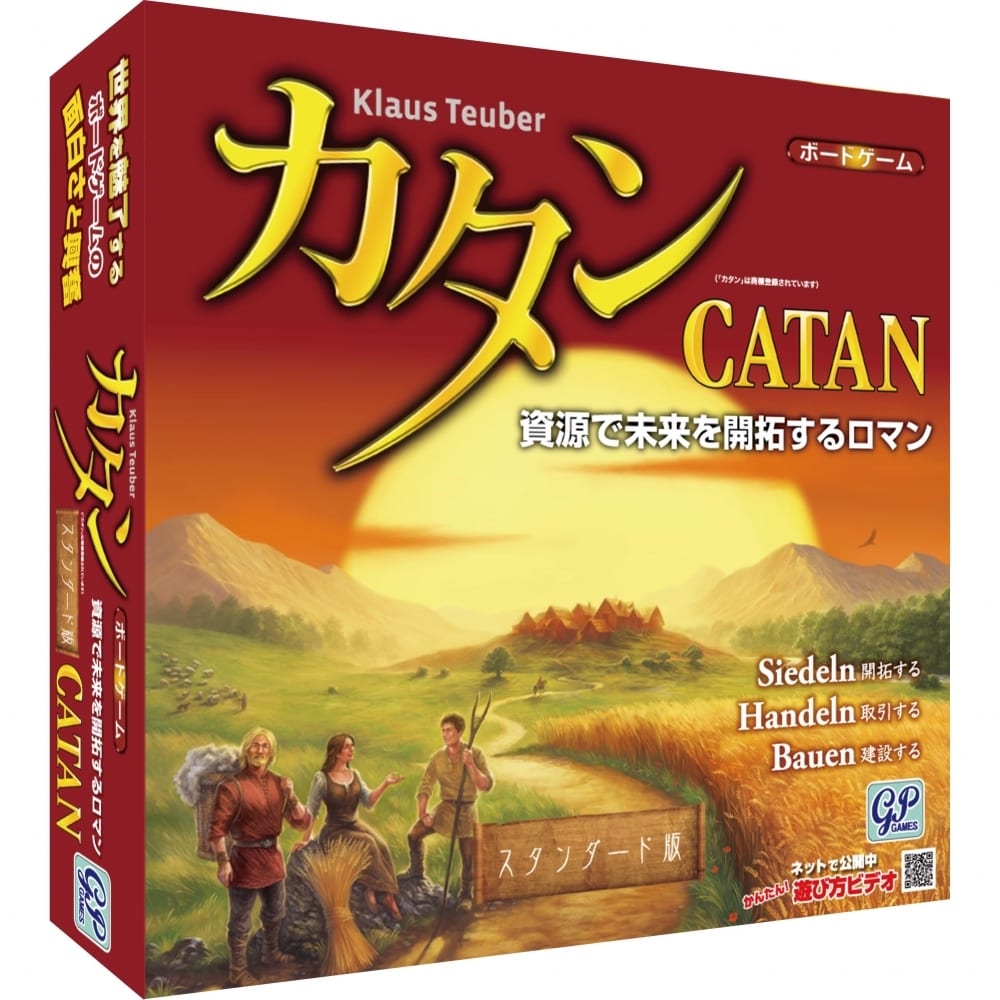 Klaus Teuber
カタン
ボードゲーム
(「カタン」は商標登録されています)
CATAN
資源で未来を開拓するロマン
Siedeln 開拓する
Handeln 取引する
Bauen 建設する
GP
GAMES
スタンダード版
ネットで公開中
かんたん! 遊び方ビデオ
世界を魅了する
ボードゲームの
面白さと興奮
カタン
Klaus Teuber
スタンダード版
ボードゲーム
資源で未来を開拓するロマン
CATAN
GP
GAMES